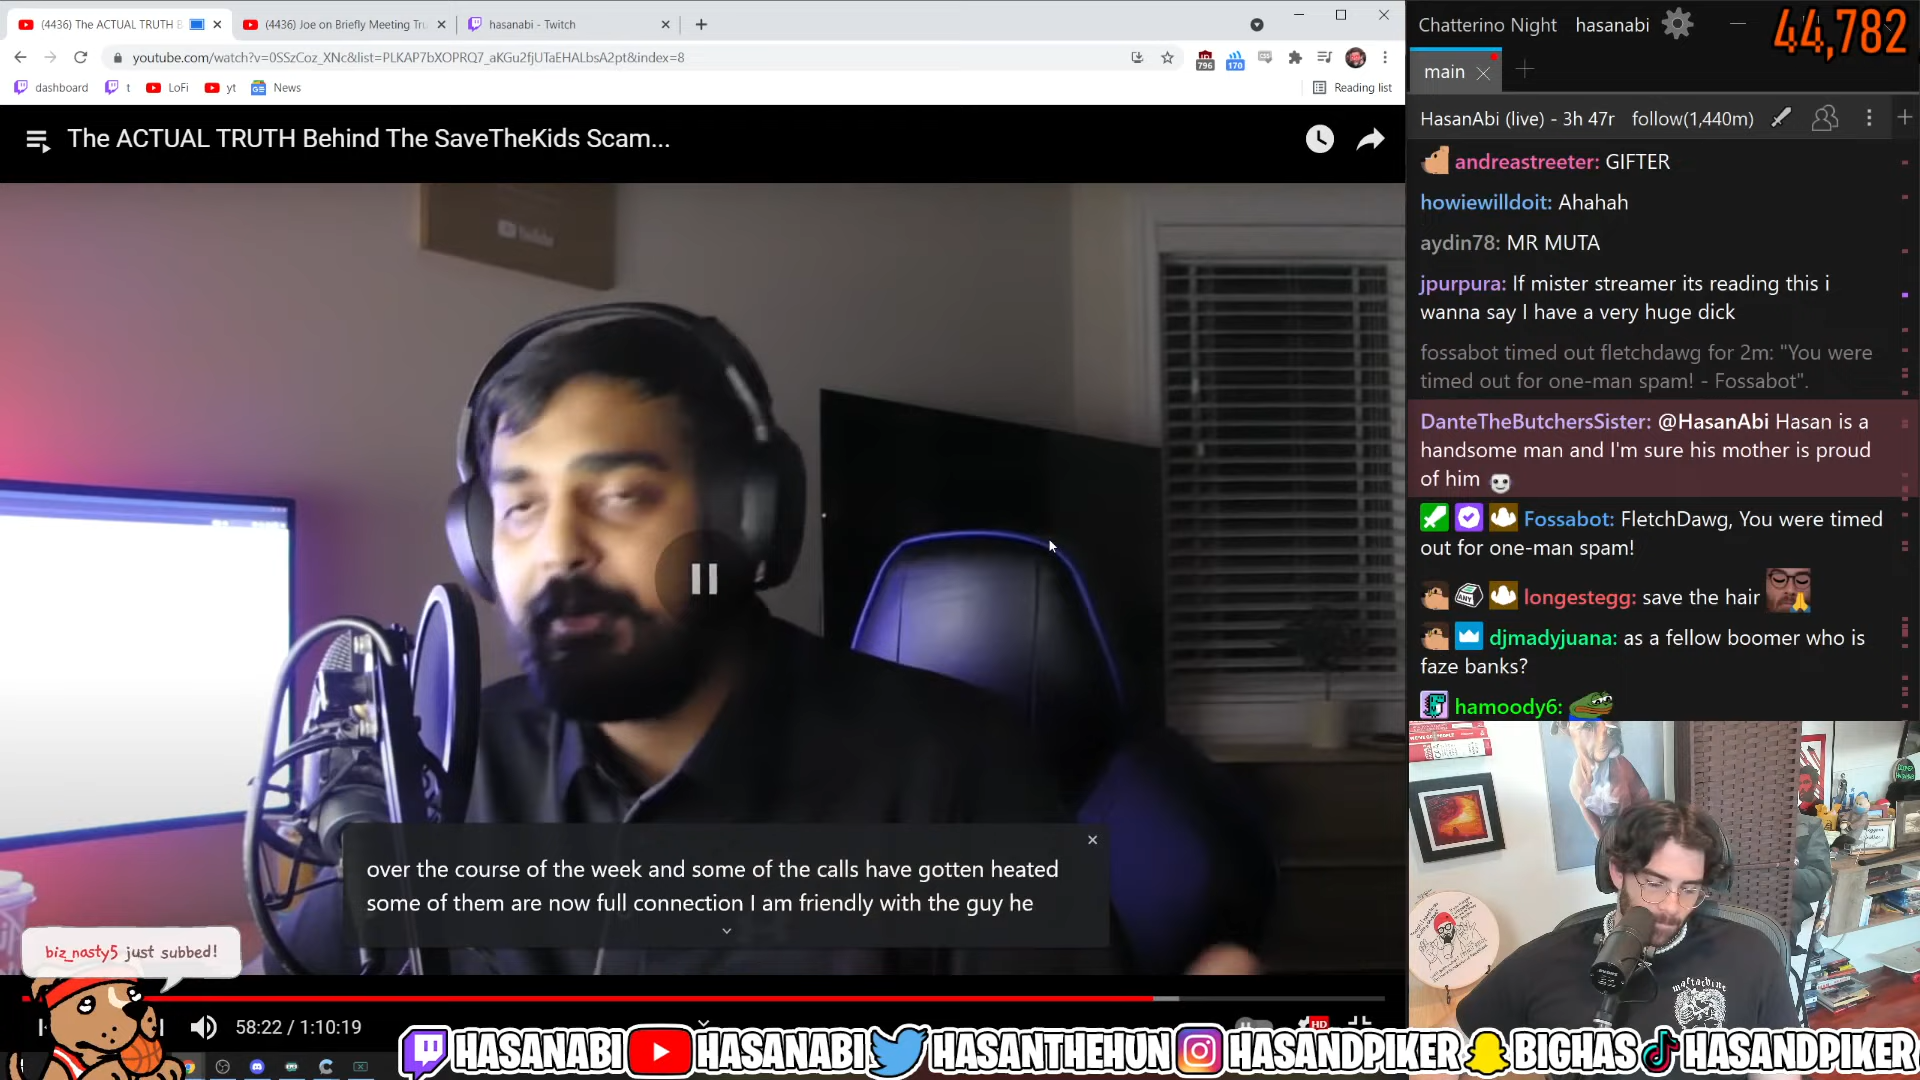 (4436) The ACTUAL TRUTH B
(4436) Joe on Briefly Meeting Tru
hasanabi - Twitch
youtube.com/watch?v=0SSzCoz_XNc&list=PLKAP7bXOPRQ7_aKGu2fjUTaEHALbsA2pt&index=8
796
170
dashboard
t
LoFi
yt
News
Reading list
The ACTUAL TRUTH Behind The SaveTheKids Scam...
over the course of the week and some of the calls have gotten heated
some of them are now full connection I am friendly with the guy he
biz_nasty5 just subbed!
58:22 / 1:10:19
HD
Chatterino Night
hasanabi
44,782
main
HasanAbi (live) - 3h 47r
follow(1,440m)
andreastreeter: GIFTER
howiewilldoit: Ahahah
aydin78: MR MUTA
jpurpura: If mister streamer its reading this i
wanna say I have a very huge dick
fossabot timed out fletchdawg for 2m: "You were
timed out for one-man spam! - Fossabot".
DanteTheButchersSister: @HasanAbi Hasan is a
handsome man and I'm sure his mother is proud
of him
Fossabot: FletchDawg, You were timed
out for one-man spam!
longestegg: save the hair
djmadyjuana: as a fellow boomer who is
faze banks?
hamoody6:
HASANABI
HASANABI
HASANTHEHUN
HASANDPIKER
BIGHAS
HASANDPIKER